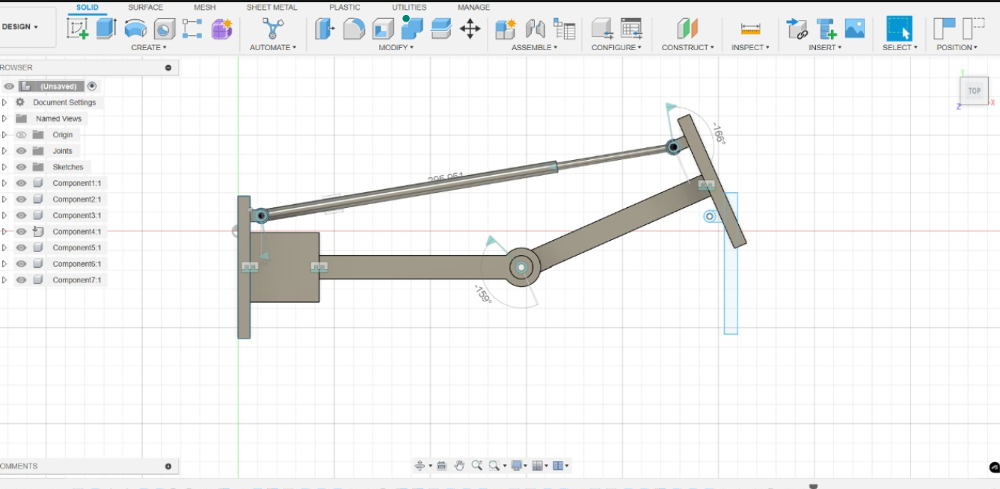 SOLID SURFACE MESH SHEET METAL PLASTIC UTILITIES MANAGE
DESIGN
CREATE AUTOMATE MODIFY ASSEMBLE CONFIGURE CONSTRUCT INSPECT INSERT SELECT POSITION
ROWSER
(Unsaved)
Document Settings
Named Views
Origin
Joints
Sketches
Component1:1
Component2:1
Component3:1
Component4:1
Component5:1
Component6:1
Component7:1
Y
TOP
X
Z
-166°
-159°
OMMENTS